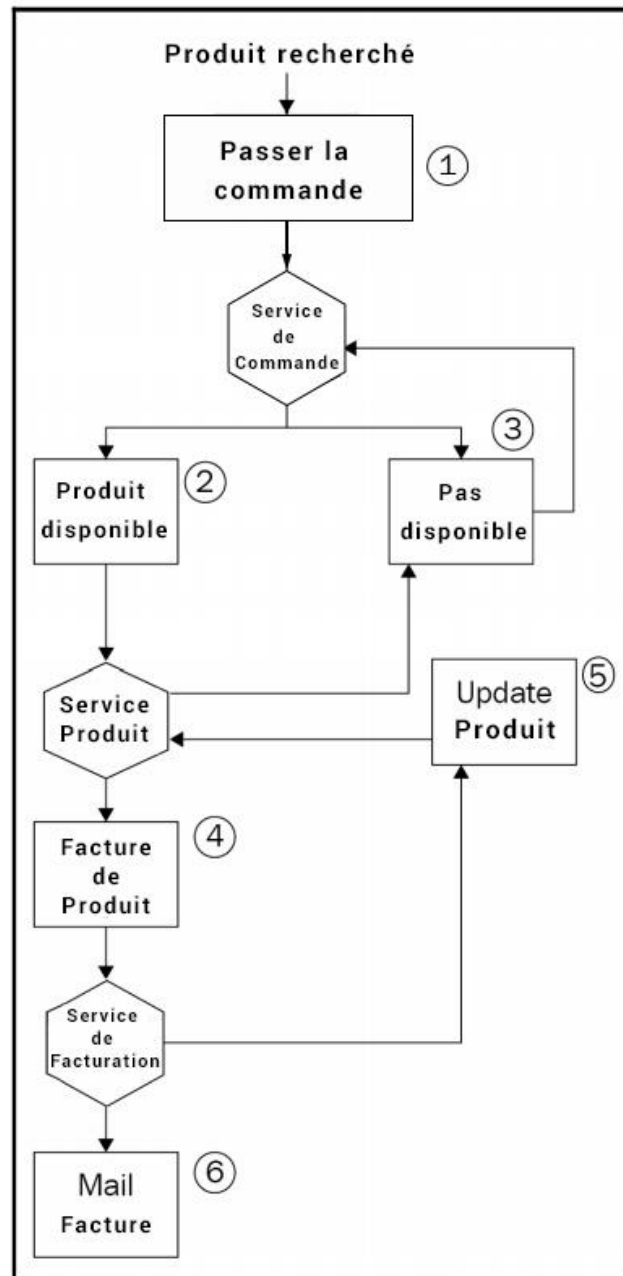 Produit recherché
Passer la
commande
①
Service
de
Commande
③
②
Produit
disponible
Pas
disponible
Service
Produit
Update
Produit
⑤
④
Facture
de
Produit
Service
de
Facturation
Mail
Facture
⑥